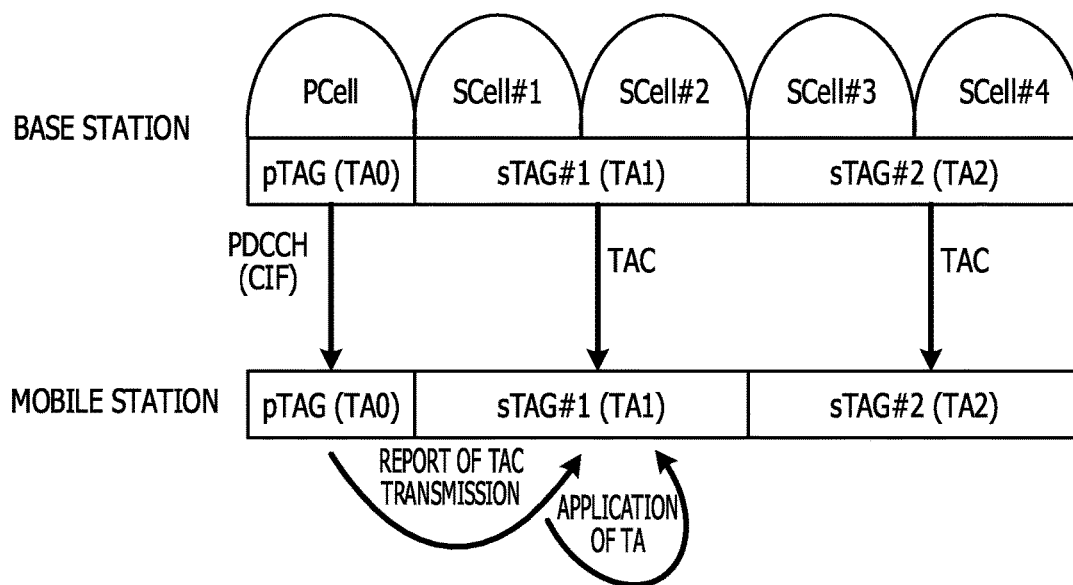 PCell SCell#1 SCell#2 SCell#3 SCell#4
BASE STATION
pTAG (TA0) sTAG#1 (TA1) sTAG#2 (TA2)
PDCCH
(CIF)
TAC TAC
MOBILE STATION
pTAG (TA0) sTAG#1 (TA1) sTAG#2 (TA2)
REPORT OF TAC
TRANSMISSION
APPLICATION
OF TA